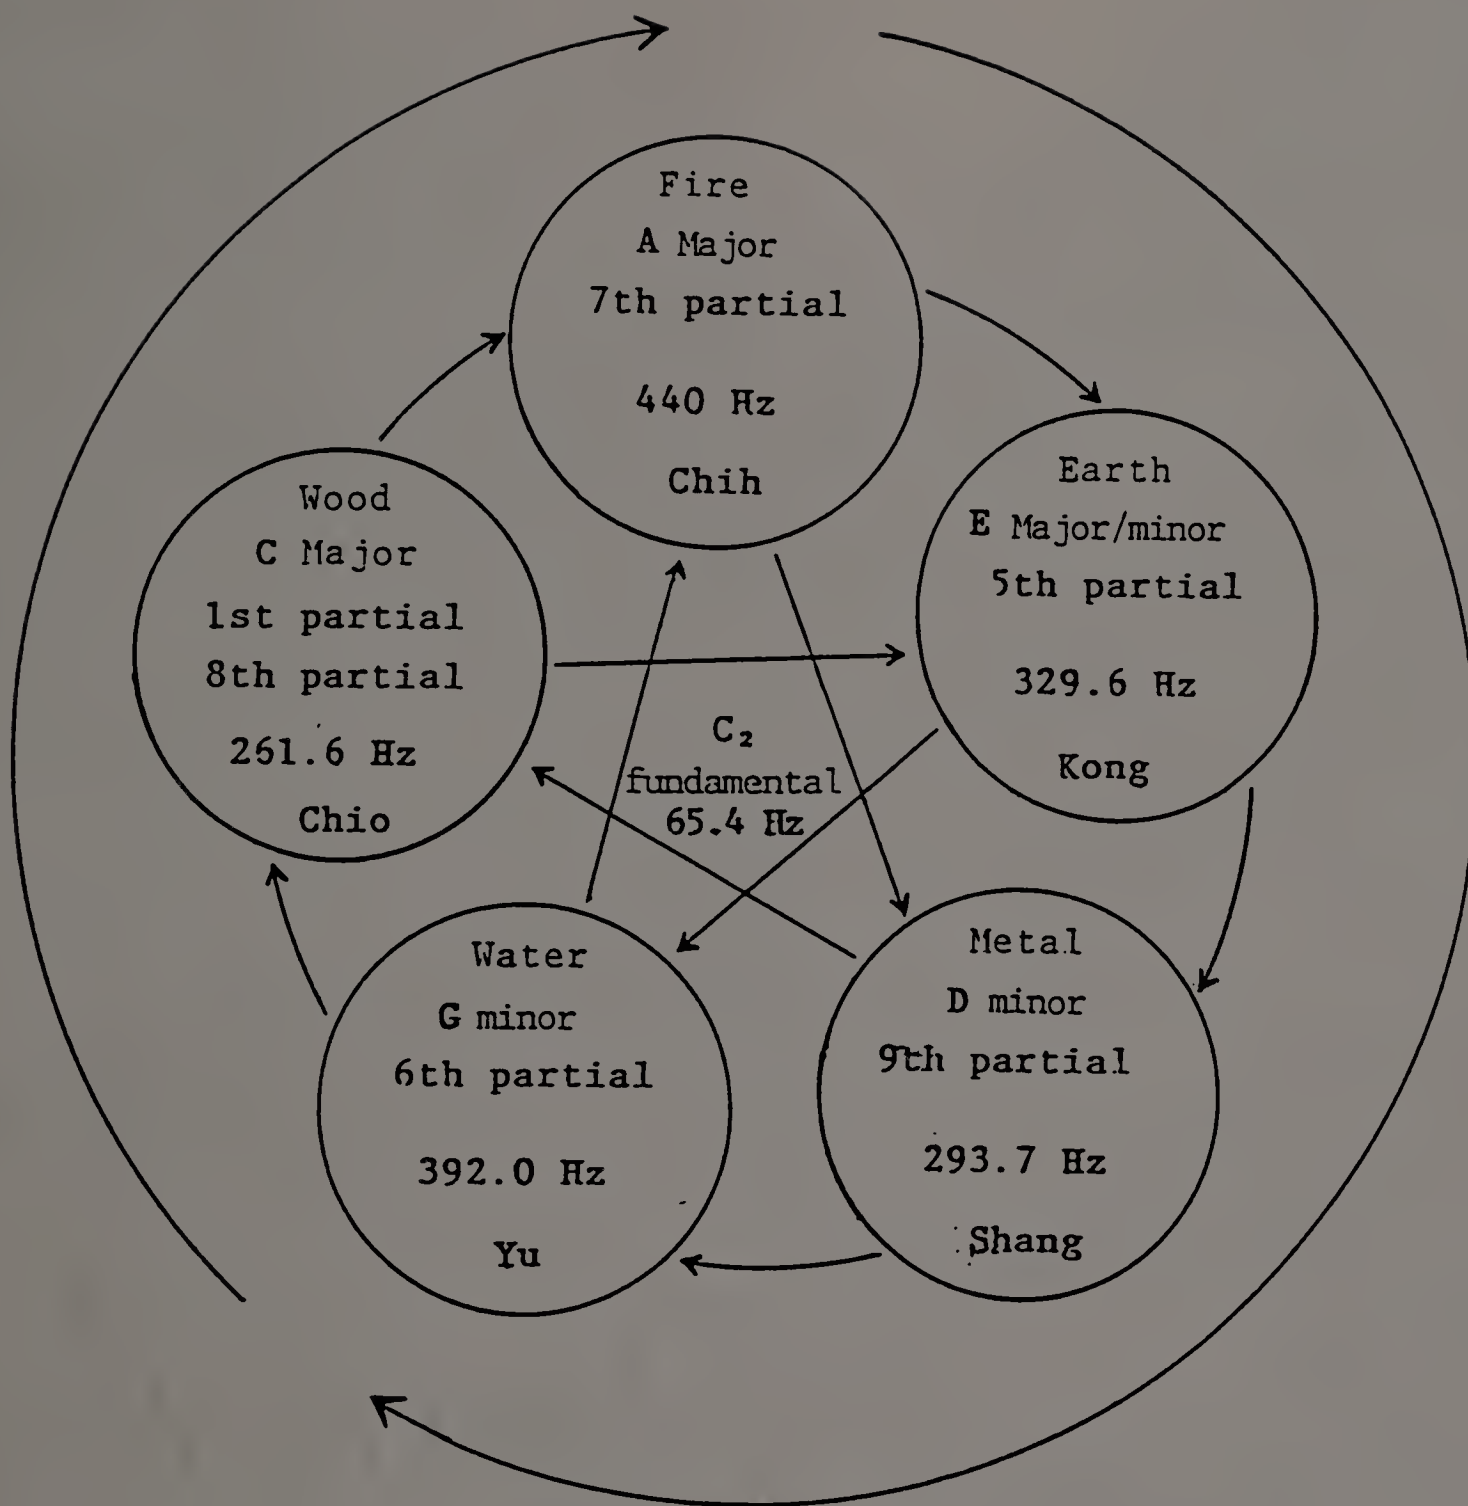 Fire
A Major
7th partial
440 Hz
Chih
Wood
C Major
1st partial
8th partial
261.6 Hz
Chio
Earth
E Major/minor
5th partial
329.6 Hz
Kong
C₂
fundamental
65.4 Hz
Water
G minor
6th partial
392.0 Hz
Yu
Metal
D minor
9th partial
293.7 Hz
Shang